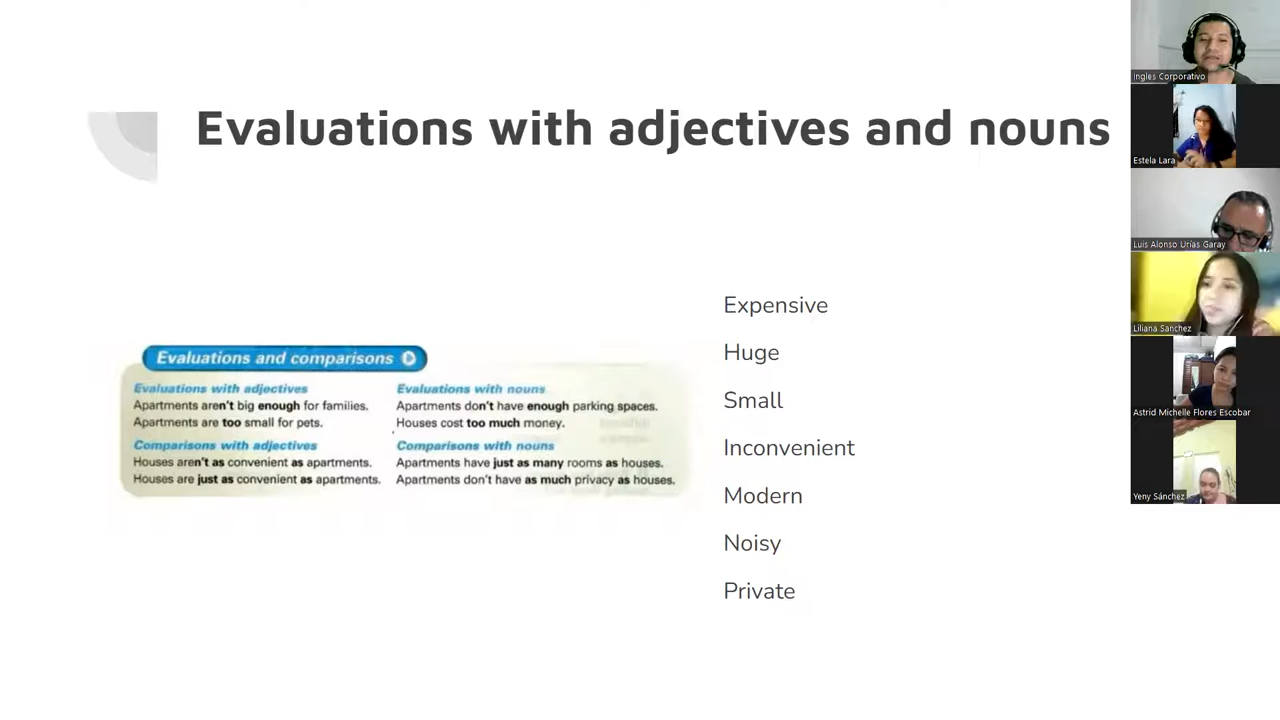 Evaluations with adjectives and nouns
Evaluations and comparisons
Evaluations with adjectives
Apartments aren't big enough for families.
Apartments are too small for pets.
Comparisons with adjectives
Houses aren't as convenient as apartments.
Houses are just as convenient as apartments.
Evaluations with nouns
Apartments don't have enough parking spaces.
Houses cost too much money.
Comparisons with nouns
Apartments have just as many rooms as houses.
Apartments don't have as much privacy as houses.
Expensive
Huge
Small
Inconvenient
Modern
Noisy
Private
Ingles Corporativo
Estela Lara
Luis Alonso Urías Garay
Liliana Sanchez
Astrid Michelle Flores Escobar
Yeny Sánchez